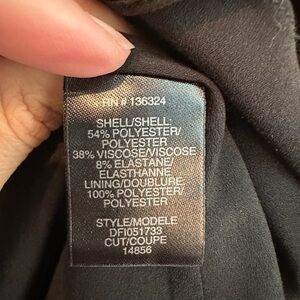 RN # 136324
SHELL/SHELL:
54% POLYESTER/
POLYESTER
38% VISCOSE/VISCOSE
8% ELASTANE/
ELASTHANNE
LINING/DOUBLURE:
100% POLYESTER/
POLYESTER
STYLE/MODELE
DFI051733
CUT/COUPE
14856